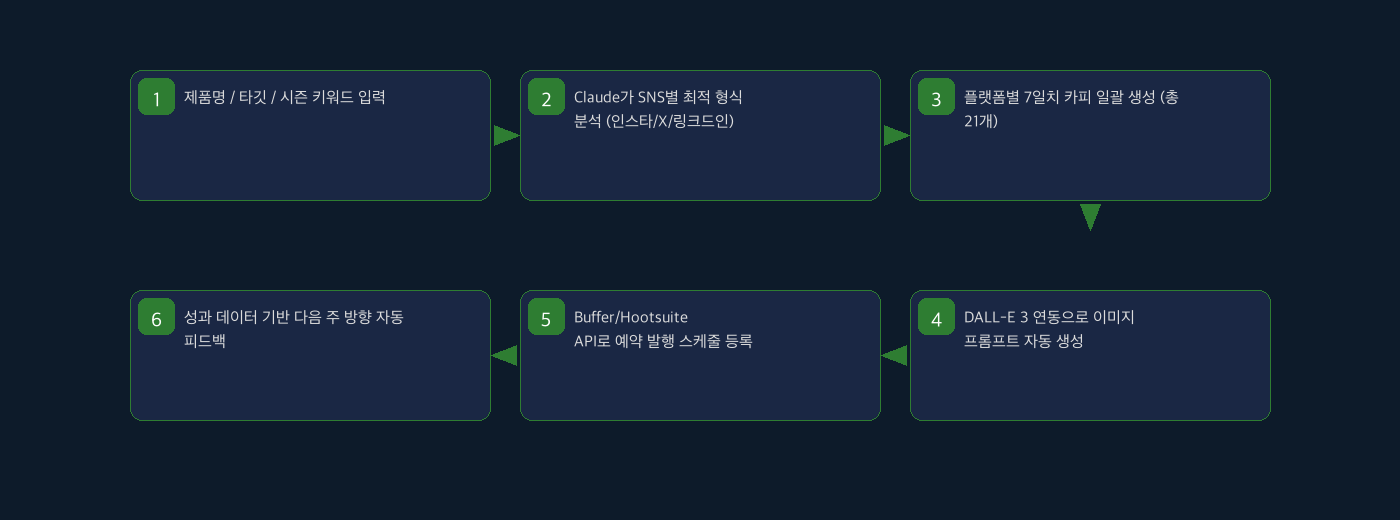 1 제품명 / 타깃 / 시즌 키워드 입력
2 Claude가 SNS별 최적 형식
분석 (인스타/X/링크드인)
3 플랫폼별 7일치 카피 일괄 생성 (총
21개)
4 DALL-E 3 연동으로 이미지
프롬프트 자동 생성
5 Buffer/Hootsuite
API로 예약 발행 스케줄 등록
6 성과 데이터 기반 다음 주 방향 자동
피드백